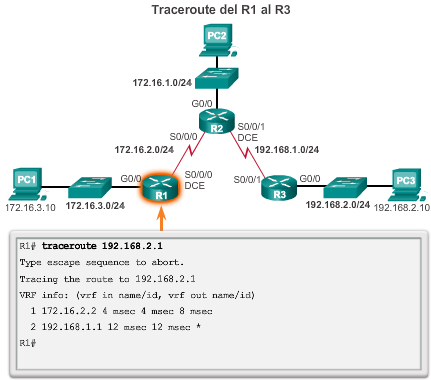 Traceroute del R1 al R3
PC2
172.16.1.0/24
G0/0
R2
S0/0/0
S0/0/1
DCE
172.16.2.0/24
192.168.1.0/24
PC1
172.16.3.10
172.16.3.0/24
G0/0
S0/0/0
DCE
R1
S0/0/1
R3
G0/0
192.168.2.0/24
PC3
192.168.2.10
R1# traceroute 192.168.2.1
Type escape sequence to abort.
Tracing the route to 192.168.2.1
VRF info: (vrf in name/id, vrf out name/id)
1 172.16.2.2 4 msec 4 msec 8 msec
2 192.168.1.1 12 msec 12 msec *
R1#